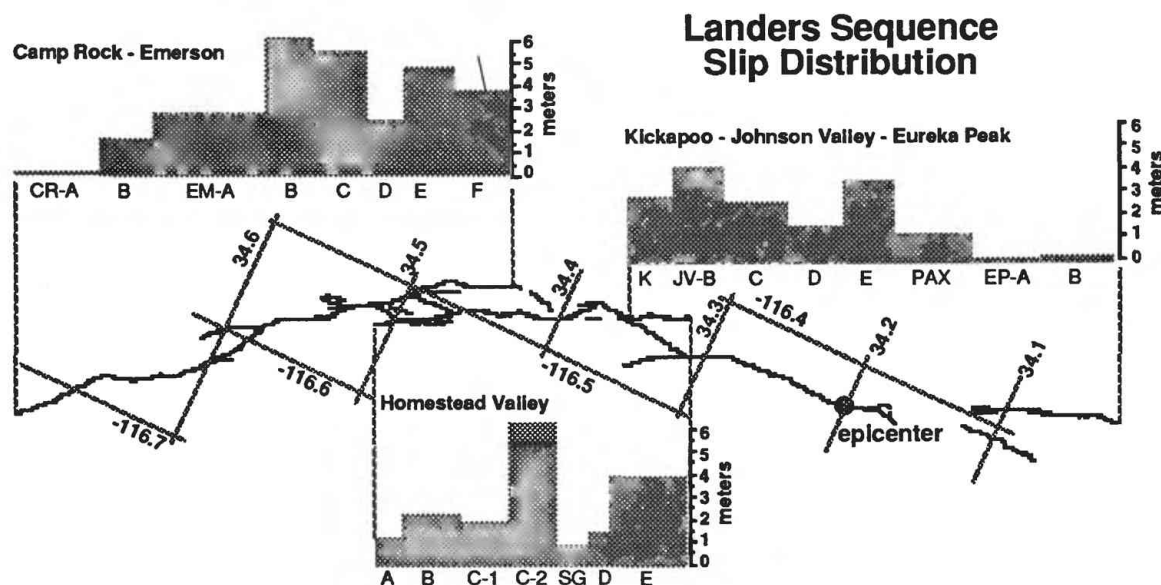 Landers Sequence
Slip Distribution
Camp Rock - Emerson
6
5
4
3
2
1
0
meters
CR-A B EM-A B C D E F
Kickapoo - Johnson Valley - Eureka Peak
6
5
4
3
2
1
0
meters
K JV-B C D E PAX EP-A B
34.6
34.5
34.4
34.3
34.2
34.1
-116.4
-116.5
-116.6
-116.7
epicenter
Homestead Valley
6
5
4
3
2
1
0
meters
A B C-1 C-2 SG D E